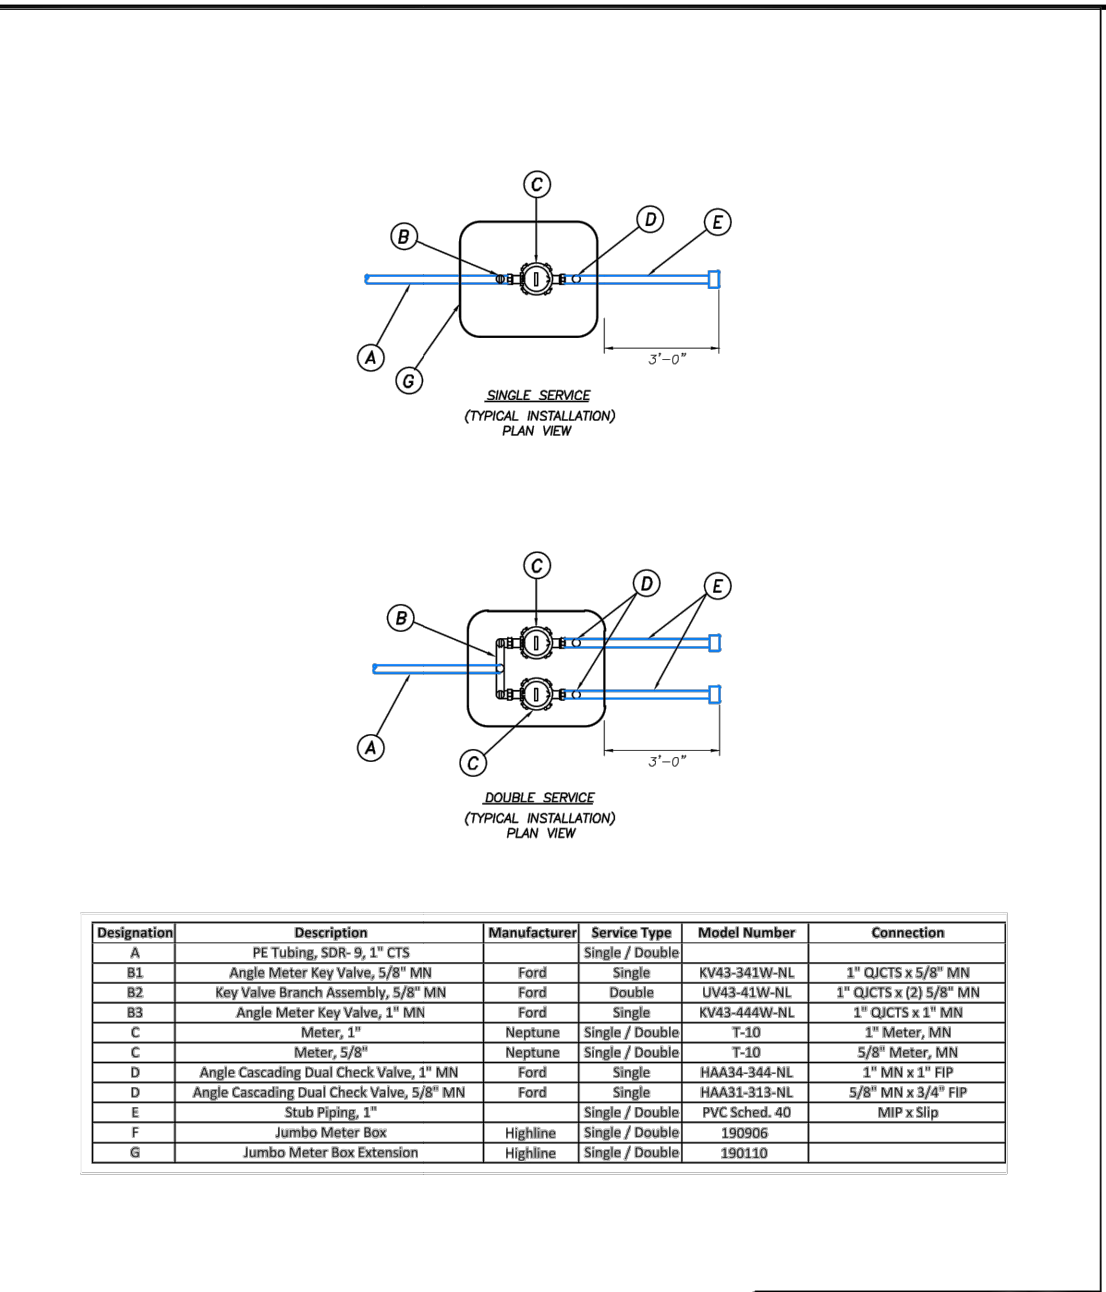 C
B
D
E
A
G
3'-0"
SINGLE SERVICE
(TYPICAL INSTALLATION)
PLAN VIEW
C
B
D
E
A
C
3'-0"
DOUBLE SERVICE
(TYPICAL INSTALLATION)
PLAN VIEW
Designation Description Manufacturer Service Type Model Number Connection
A PE Tubing, SDR- 9, 1" CTS Single / Double
B1 Angle Meter Key Valve, 5/8" MN Ford Single KV43-341W-NL 1" QJCTS x 5/8" MN
B2 Key Valve Branch Assembly, 5/8" MN Ford Double UV43-41W-NL 1" QJCTS x (2) 5/8" MN
B3 Angle Meter Key Valve, 1" MN Ford Single KV43-444W-NL 1" QJCTS x 1" MN
C Meter, 1" Neptune Single / Double T-10 1" Meter, MN
C Meter, 5/8" Neptune Single / Double T-10 5/8" Meter, MN
D Angle Cascading Dual Check Valve, 1" MN Ford Single HAA34-344-NL 1" MN x 1" FIP
D Angle Cascading Dual Check Valve, 5/8" MN Ford Single HAA31-313-NL 5/8" MN x 3/4" FIP
E Stub Piping, 1" Single / Double PVC Sched. 40 MIP x Slip
F Jumbo Meter Box Highline Single / Double 190906
G Jumbo Meter Box Extension Highline Single / Double 190110